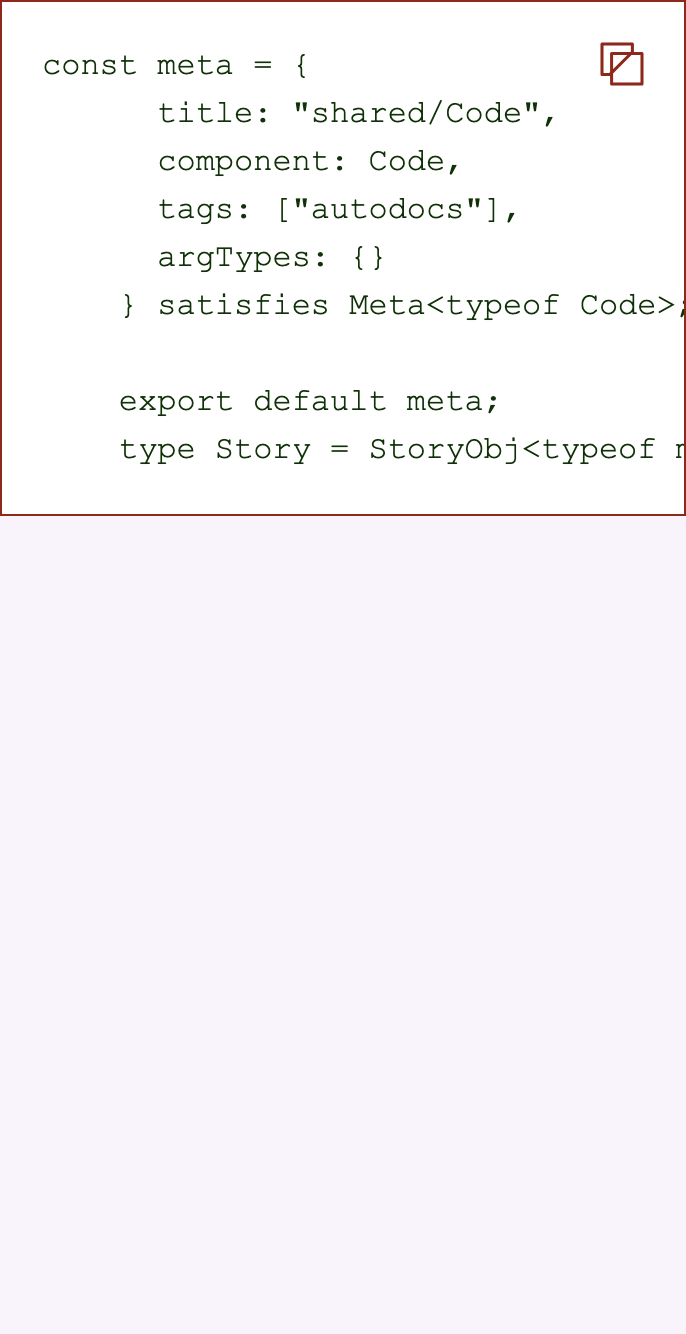 const meta = {
      title: "shared/Code",
      component: Code,
      tags: ["autodocs"],
      argTypes: {}
    } satisfies Meta<typeof Code>;
    export default meta;
    type Story = StoryObj<typeof